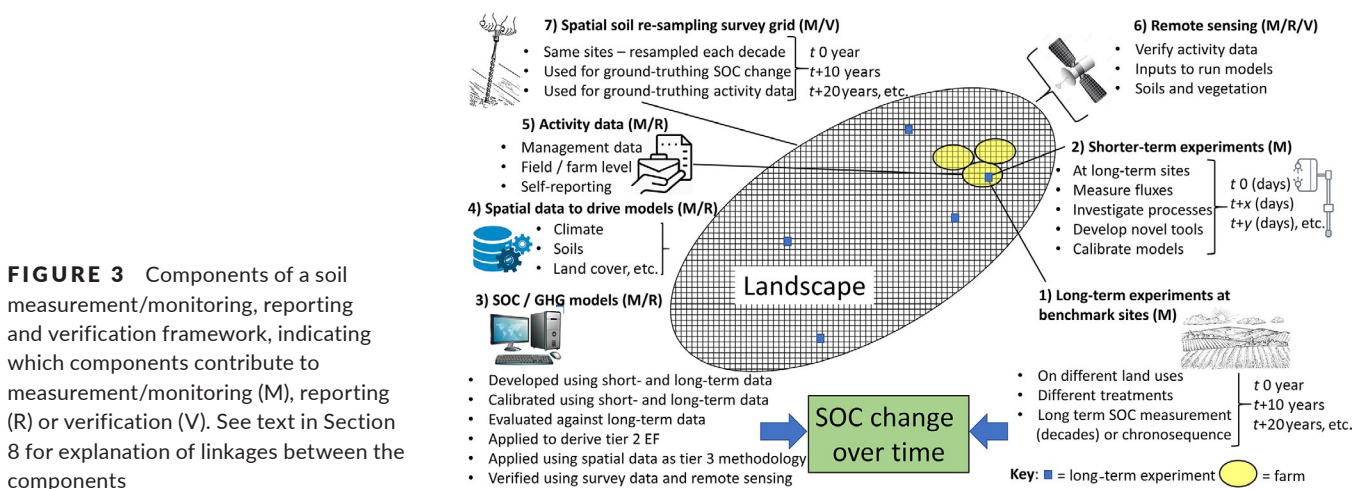 FIGURE 3 Components of a soil
measurement/monitoring, reporting
and verification framework, indicating
which components contribute to
measurement/monitoring (M), reporting
(R) or verification (V). See text in Section
8 for explanation of linkages between the
components
7) Spatial soil re-sampling survey grid (M/V)
• Same sites – resampled each decade
• Used for ground-truthing SOC change
• Used for ground-truthing activity data
t 0 year
t+10 years
t+20 years, etc.
6) Remote sensing (M/R/V)
• Verify activity data
• Inputs to run models
• Soils and vegetation
5) Activity data (M/R)
• Management data
• Field / farm level
• Self-reporting
2) Shorter-term experiments (M)
• At long-term sites
• Measure fluxes
• Investigate processes
• Develop novel tools
• Calibrate models
t 0 (days)
t+x (days)
t+y (days), etc.
4) Spatial data to drive models (M/R)
• Climate
• Soils
• Land cover, etc.
Landscape
3) SOC / GHG models (M/R)
• Developed using short- and long-term data
• Calibrated using short- and long-term data
• Evaluated against long-term data
• Applied to derive tier 2 EF
• Applied using spatial data as tier 3 methodology
• Verified using survey data and remote sensing
SOC change
over time
1) Long-term experiments at
benchmark sites (M)
• On different land uses
• Different treatments
• Long term SOC measurement
(decades) or chronosequence
t 0 year
t+10 years
t+20 years, etc.
Key: = long-term experiment = farm